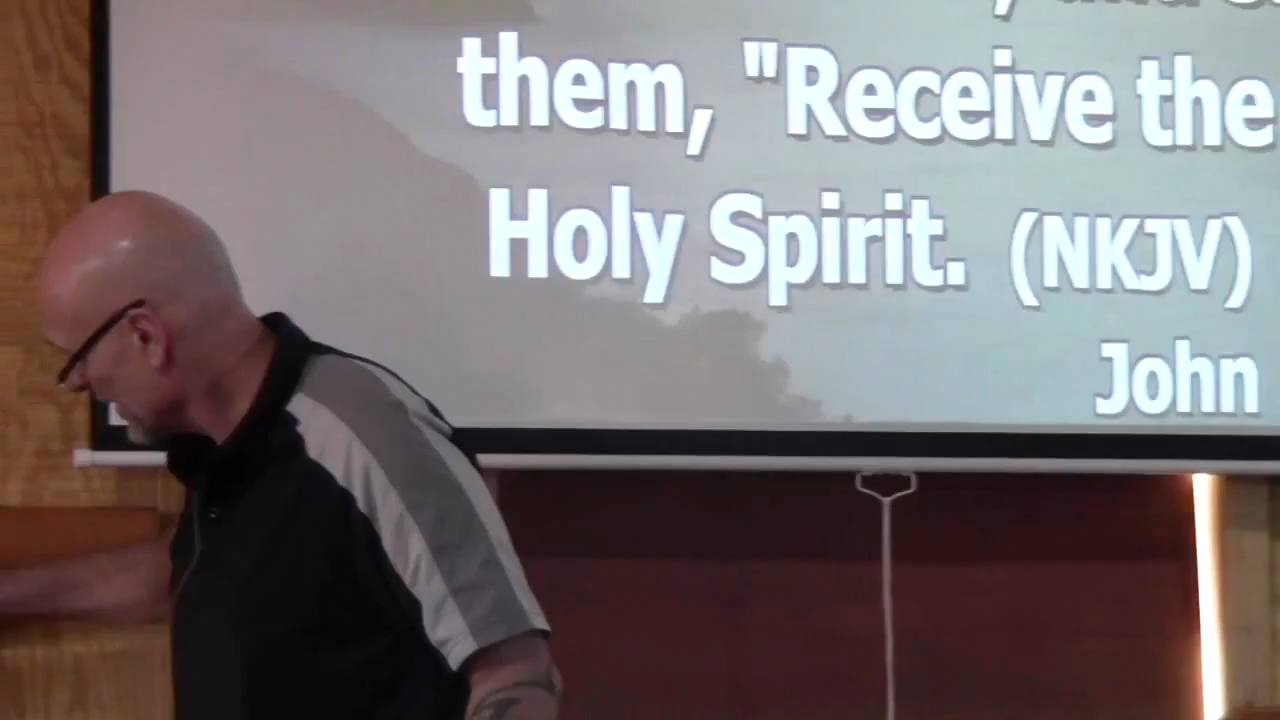 them, "Receive the
Holy Spirit. (NKJV)
John